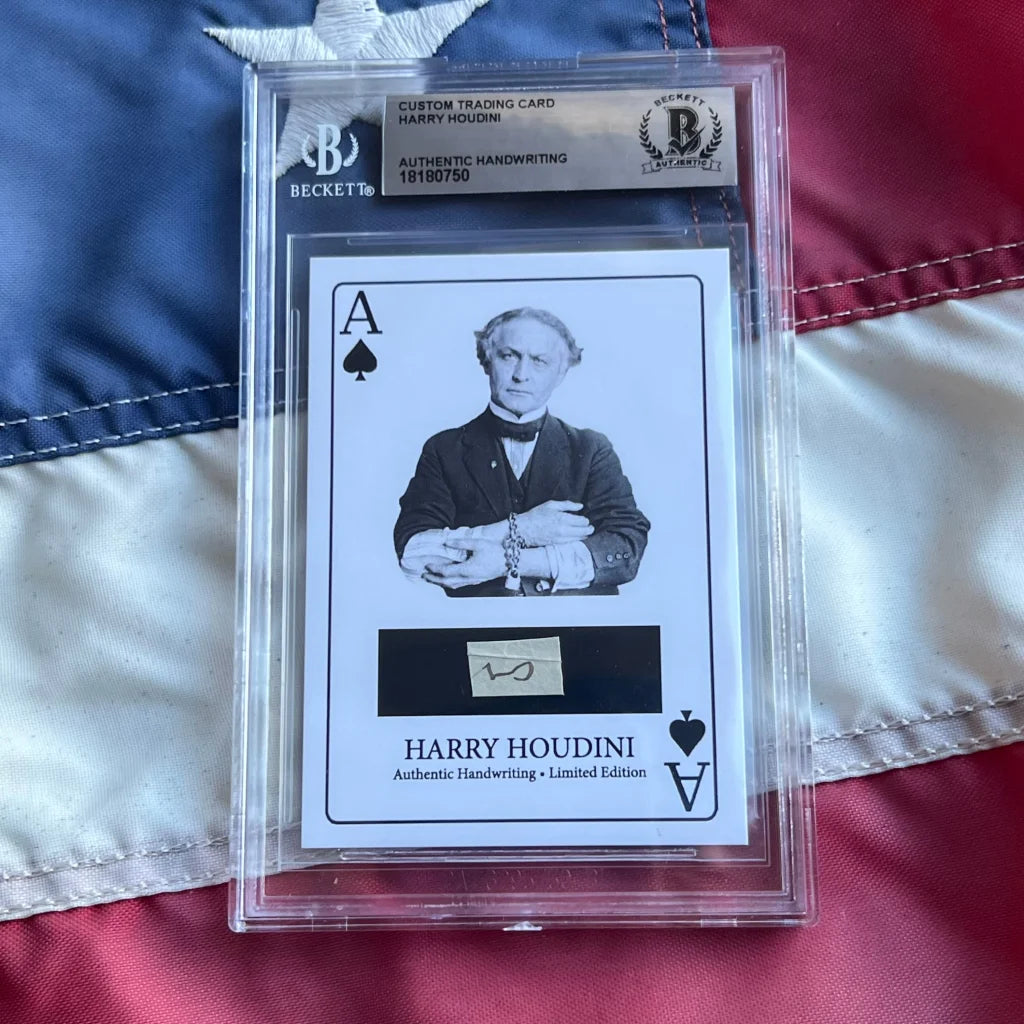 CUSTOM TRADING CARD
HARRY HOUDINI
AUTHENTIC HANDWRITING
18180750
BECKETT
B
AUTHENTIC
B
BECKETT®
A
HARRY HOUDINI
Authentic Handwriting • Limited Edition
A